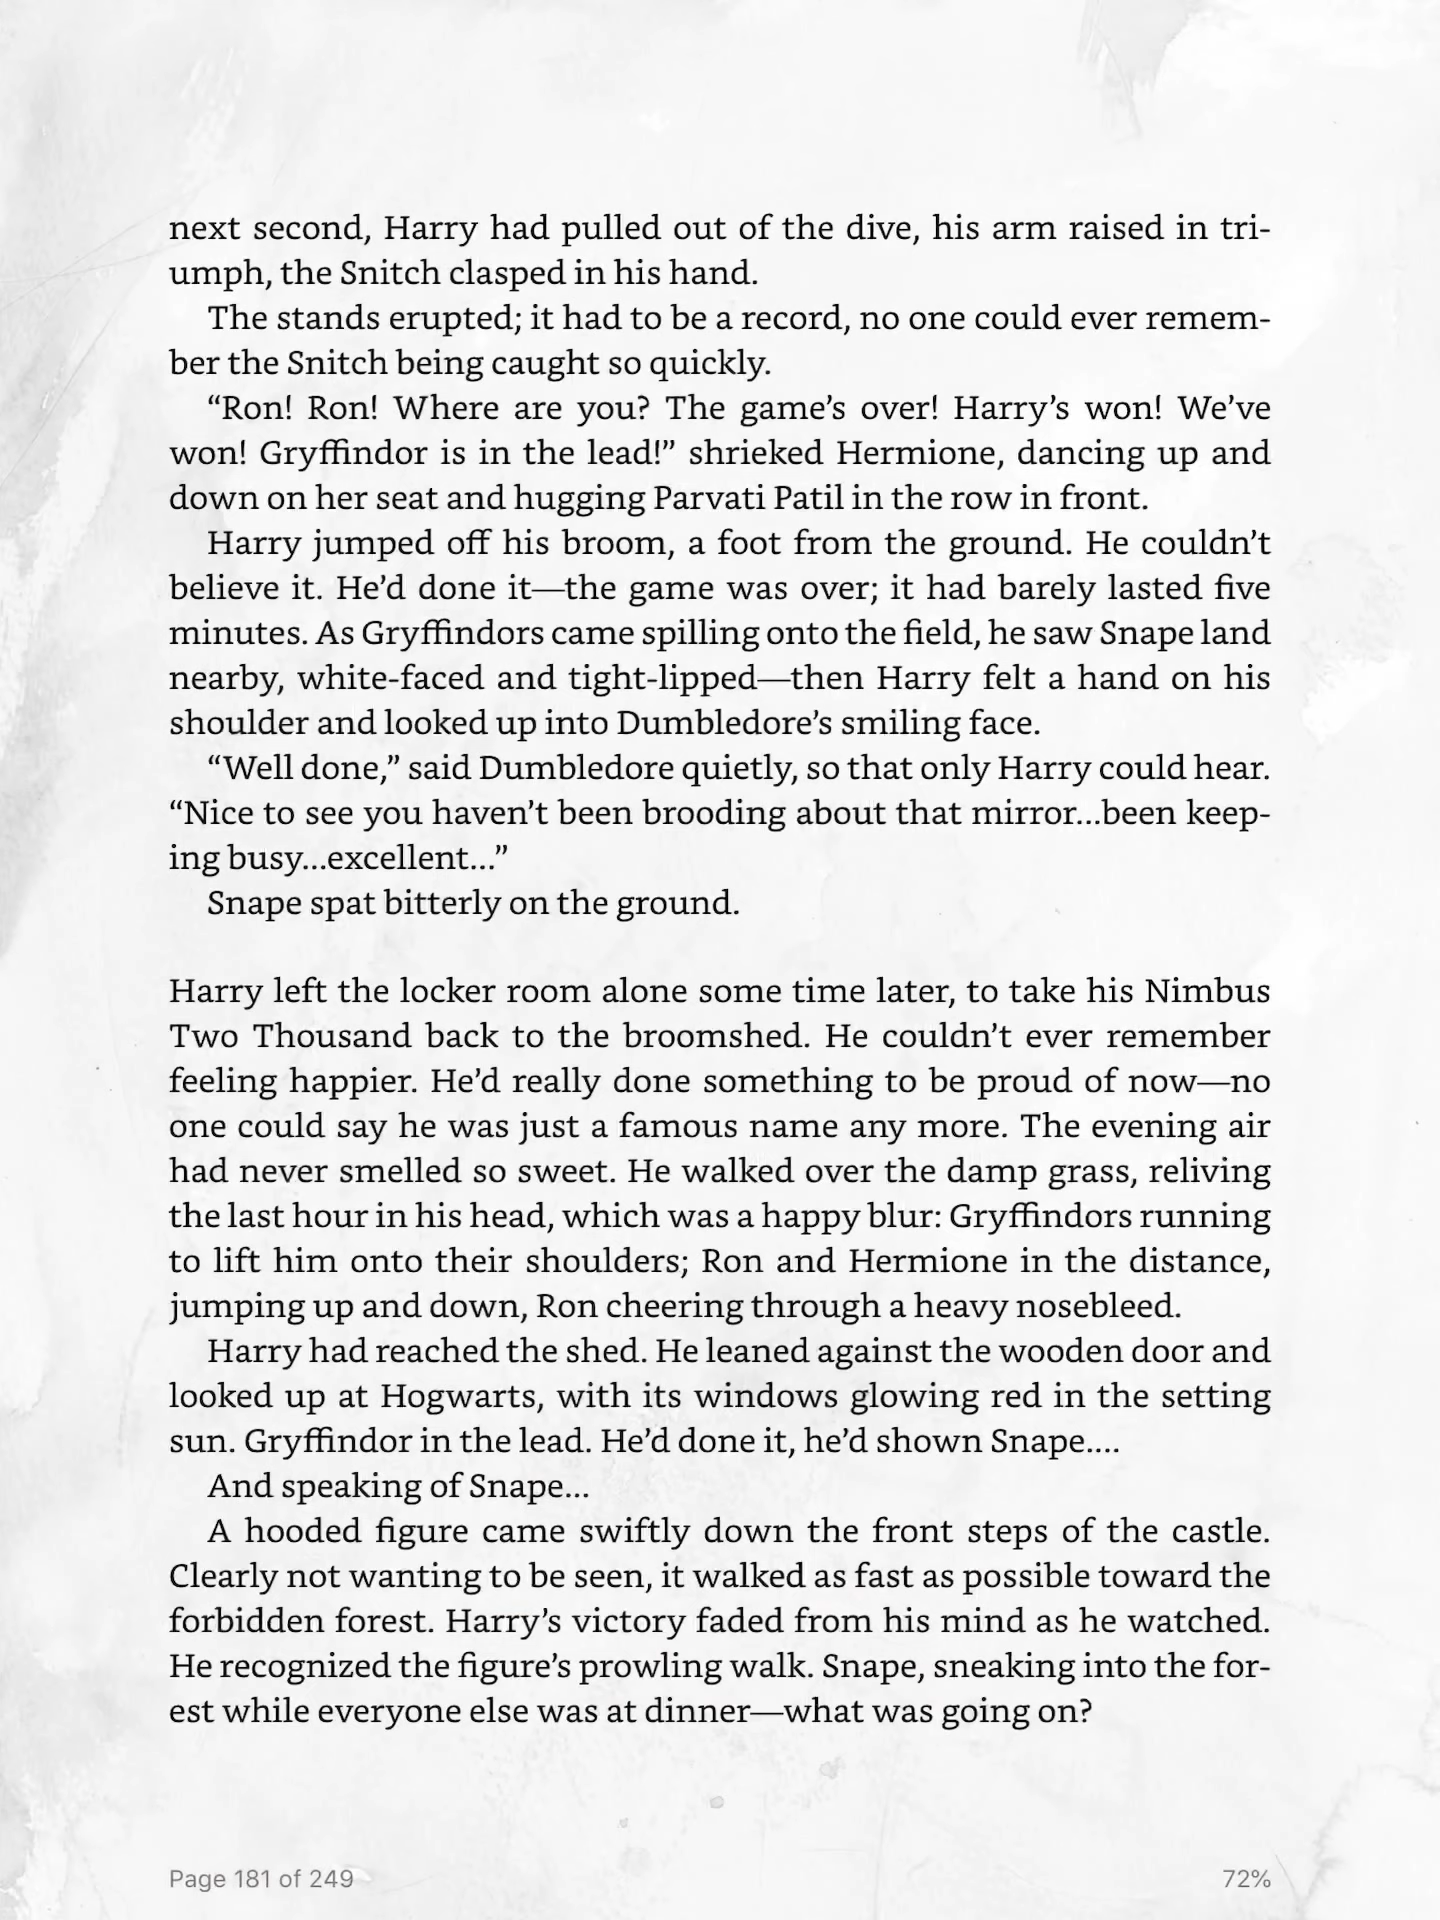 next second, Harry had pulled out of the dive, his arm raised in tri-
umph, the Snitch clasped in his hand.
The stands erupted; it had to be a record, no one could ever remem-
ber the Snitch being caught so quickly.
“Ron! Ron! Where are you? The game’s over! Harry’s won! We’ve
won! Gryffindor is in the lead!” shrieked Hermione, dancing up and
down on her seat and hugging Parvati Patil in the row in front.
Harry jumped off his broom, a foot from the ground. He couldn’t
believe it. He’d done it—the game was over; it had barely lasted five
minutes. As Gryffindors came spilling onto the field, he saw Snape land
nearby, white-faced and tight-lipped—then Harry felt a hand on his
shoulder and looked up into Dumbledore’s smiling face.
“Well done,” said Dumbledore quietly, so that only Harry could hear.
“Nice to see you haven’t been brooding about that mirror...been keep-
ing busy...excellent...”
Snape spat bitterly on the ground.
Harry left the locker room alone some time later, to take his Nimbus
Two Thousand back to the broomshed. He couldn’t ever remember
feeling happier. He’d really done something to be proud of now—no
one could say he was just a famous name any more. The evening air
had never smelled so sweet. He walked over the damp grass, reliving
the last hour in his head, which was a happy blur: Gryffindors running
to lift him onto their shoulders; Ron and Hermione in the distance,
jumping up and down, Ron cheering through a heavy nosebleed.
Harry had reached the shed. He leaned against the wooden door and
looked up at Hogwarts, with its windows glowing red in the setting
sun. Gryffindor in the lead. He’d done it, he’d shown Snape....
And speaking of Snape...
A hooded figure came swiftly down the front steps of the castle.
Clearly not wanting to be seen, it walked as fast as possible toward the
forbidden forest. Harry’s victory faded from his mind as he watched.
He recognized the figure’s prowling walk. Snape, sneaking into the for-
est while everyone else was at dinner—what was going on?
Page 181 of 249
72%